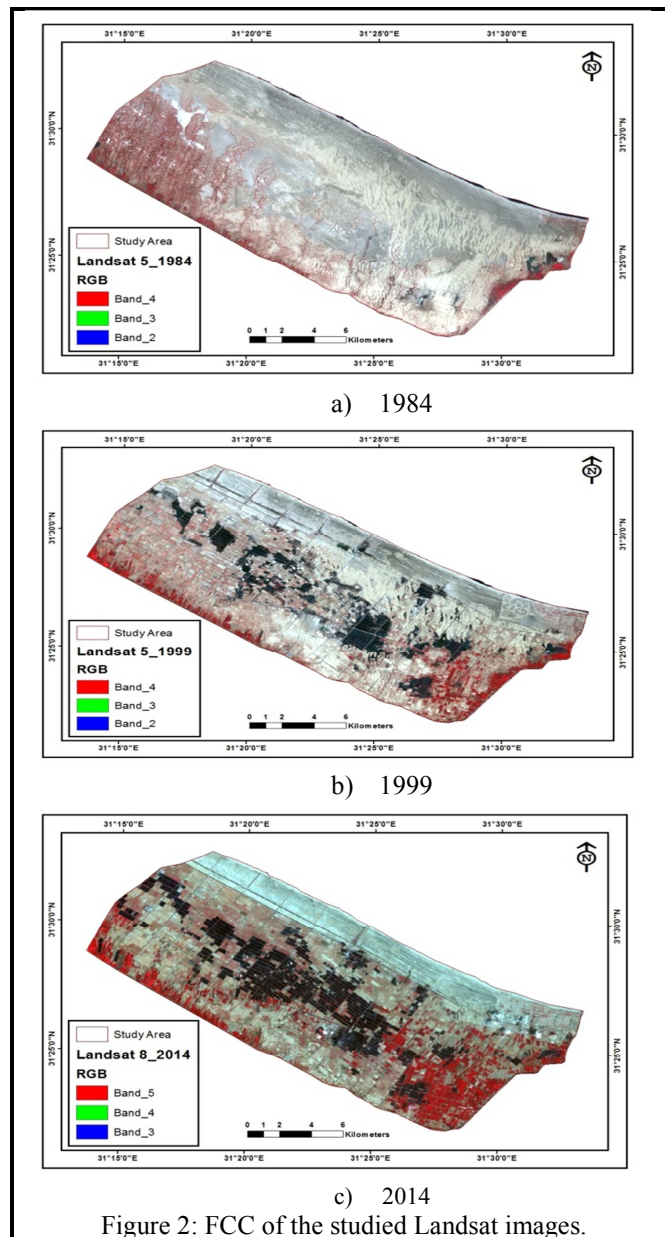 31°15'0"E 31°20'0"E 31°25'0"E 31°30'0"E
N
31°30'0"N 31°30'0"N
31°25'0"N 31°25'0"N
Study Area
Landsat 5_1984
RGB
Band_4
Band_3
Band_2
0 1 2 4 6
Kilometers
31°15'0"E 31°20'0"E 31°25'0"E 31°30'0"E
a) 1984
31°15'0"E 31°20'0"E 31°25'0"E 31°30'0"E
N
31°30'0"N 31°30'0"N
31°25'0"N 31°25'0"N
Study Area
Landsat 5_1999
RGB
Band_4
Band_3
Band_2
0 1 2 4 6
Kilometers
31°15'0"E 31°20'0"E 31°25'0"E 31°30'0"E
b) 1999
31°15'0"E 31°20'0"E 31°25'0"E 31°30'0"E
N
31°30'0"N 31°30'0"N
31°25'0"N 31°25'0"N
Study Area
Landsat 8_2014
RGB
Band_5
Band_4
Band_3
0 1 2 4 6
Kilometers
31°15'0"E 31°20'0"E 31°25'0"E 31°30'0"E
c) 2014
Figure 2: FCC of the studied Landsat images.